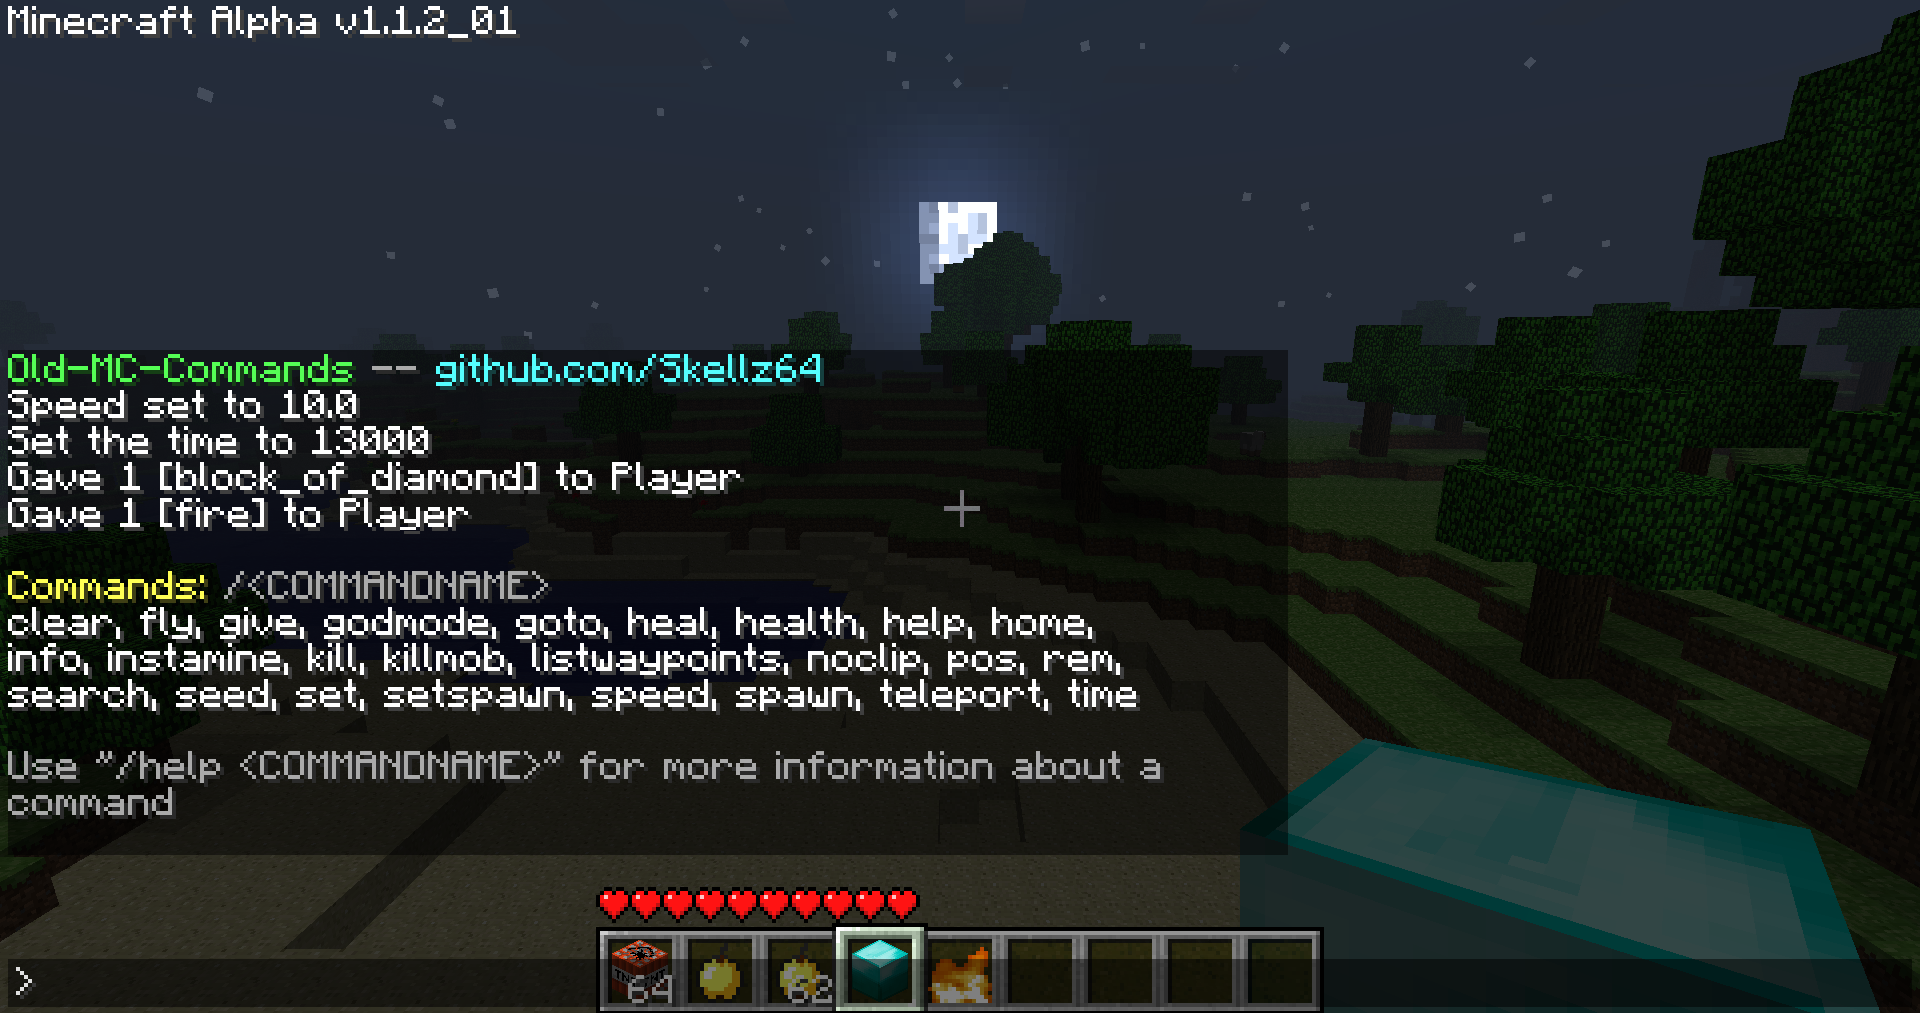 Minecraft Alpha v1.1.2_01
Old-MC-Commands -- github.com/Skellz64
Speed set to 10.0
Set the time to 13000
Gave 1 [block_of_diamond] to Player
Gave 1 [fire] to Player
Commands: /<COMMANDNAME>
clear, fly, give, godmode, goto, heal, health, help, home,
info, instamine, kill, killmob, listwaypoints, noclip, pos, rem,
search, seed, set, setspawn, speed, spawn, teleport, time
Use "/help <COMMANDNAME>" for more information about a
command
>
TNT
64
62